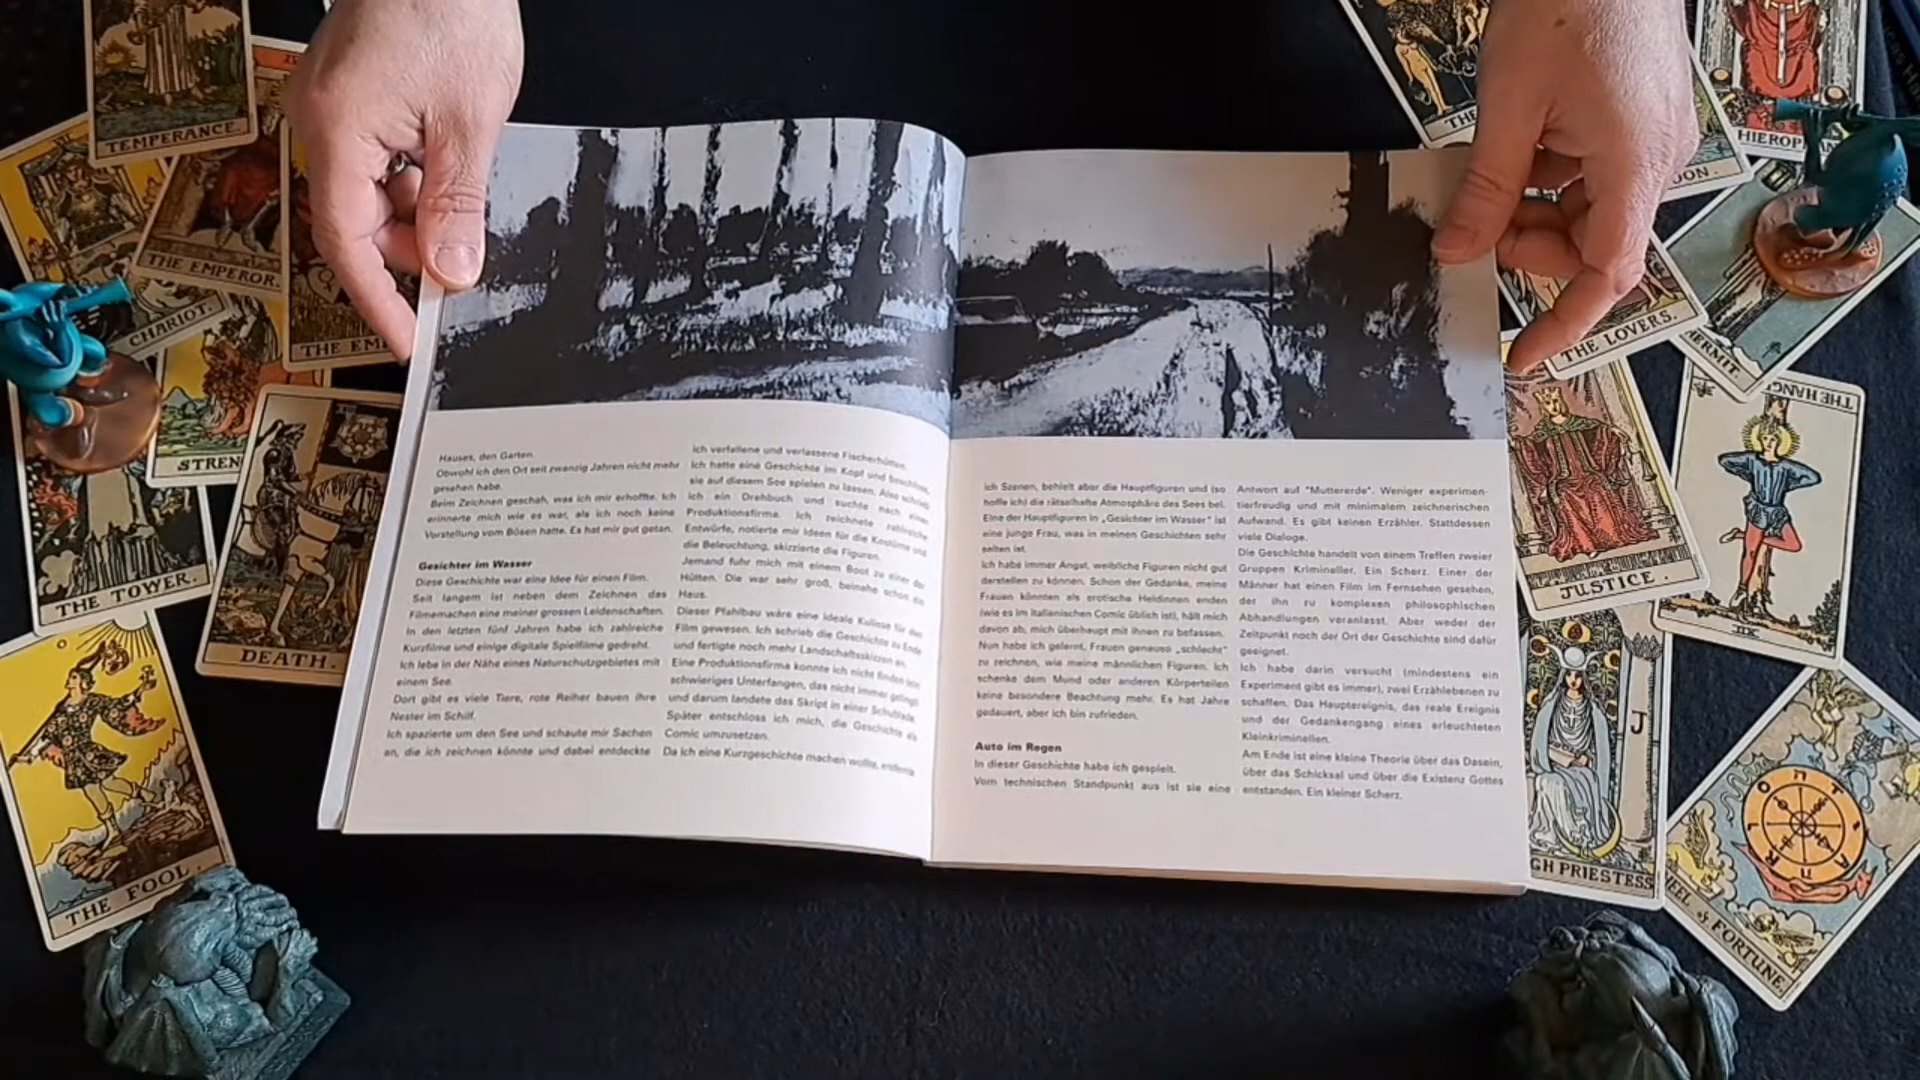 TEMPERANCE.
THE EMPEROR.
CHARIOT.
THE EM
STREN
THE TOWER.
DEATH.
THE FOOL.
Hauses, den Garten.
Obwohl ich den Ort seit zwanzig Jahren nicht mehr
gesehen habe.
Beim Zeichnen geschah, was ich mir erhoffte. Ich
erinnerte mich wie es war, als ich noch keine
Vorstellung vom Bösen hatte. Es hat mir gut getan.
Gesichter im Wasser
Diese Geschichte war eine Idee für einen Film.
Seit langem ist neben dem Zeichnen das
Filmemachen eine meiner grossen Leidenschaften.
In den letzten fünf Jahren habe ich zahlreiche
Kurzfilme und einige digitale Spielfilme gedreht.
Ich lebe in der Nähe eines Naturschutzgebietes mit
einem See.
Dort gibt es viele Tiere, rote Reiher bauen ihre
Nester im Schilf.
Ich spazierte um den See und schaute mir Sachen
an, die ich zeichnen könnte und dabei entdeckte
ich verfallene und verlassene Fischerhütten.
Ich hatte eine Geschichte im Kopf und beschloss,
sie auf diesem See spielen zu lassen. Also schrieb
ich ein Drehbuch und suchte nach einer
Produktionsfirma. Ich zeichnete zahlreiche
Entwürfe, notierte mir Ideen für die Kostüme und
die Beleuchtung, skizzierte die Figuren.
Jemand fuhr mich mit einem Boot zu einer der
Hütten. Die war sehr groß, beinahe schon ein
Haus.
Dieser Pfahlbau wäre eine ideale Kulisse für den
Film gewesen. Ich schrieb die Geschichte zu Ende
und fertigte noch mehr Landschaftsskizzen an.
Eine Produktionsfirma konnte ich nicht finden (ein
schwieriges Unterfangen, das nicht immer gelingt)
und darum landete das Skript in einer Schublade.
Später entschloss ich mich, die Geschichte als
Comic umzusetzen.
Da ich eine Kurzgeschichte machen wollte, entfernte
ich Szenen, behielt aber die Hauptfiguren und (so
hoffe ich) die rätselhafte Atmosphäre des Sees bei.
Eine der Hauptfiguren in „Gesichter im Wasser" ist
eine junge Frau, was in meinen Geschichten sehr
selten ist.
Ich habe immer Angst, weibliche Figuren nicht gut
darstellen zu können. Schon der Gedanke, meine
Frauen könnten als erotische Heldinnen enden
(wie es im italienischen Comic üblich ist), hält mich
davon ab, mich überhaupt mit ihnen zu befassen.
Nun habe ich gelernt, Frauen genauso „schlecht"
zu zeichnen, wie meine männlichen Figuren. Ich
schenke dem Mund oder anderen Körperteilen
keine besondere Beachtung mehr. Es hat Jahre
gedauert, aber ich bin zufrieden.
Auto im Regen
In dieser Geschichte habe ich gespielt.
Vom technischen Standpunkt aus ist sie eine
Antwort auf "Muttererde". Weniger experimen-
tierfreudig und mit minimalem zeichnerischen
Aufwand. Es gibt keinen Erzähler. Stattdessen
viele Dialoge.
Die Geschichte handelt von einem Treffen zweier
Gruppen Krimineller. Ein Scherz. Einer der
Männer hat einen Film im Fernsehen gesehen,
der ihn zu komplexen philosophischen
Abhandlungen veranlasst. Aber weder der
Zeitpunkt noch der Ort der Geschichte sind dafür
geeignet.
Ich habe darin versucht (mindestens ein
Experiment gibt es immer), zwei Erzählebenen zu
schaffen. Das Hauptereignis, das reale Ereignis
und der Gedankengang eines erleuchteten
Kleinkriminellen.
Am Ende ist eine kleine Theorie über das Dasein,
über das Schicksal und über die Existenz Gottes
entstanden. Ein kleiner Scherz.
THE
HIEROP
OON.
THE LOVERS.
HERMIT.
THE HANG
XII
JUSTICE.
J
GH PRIESTESS
HEEL of FORTUNE.